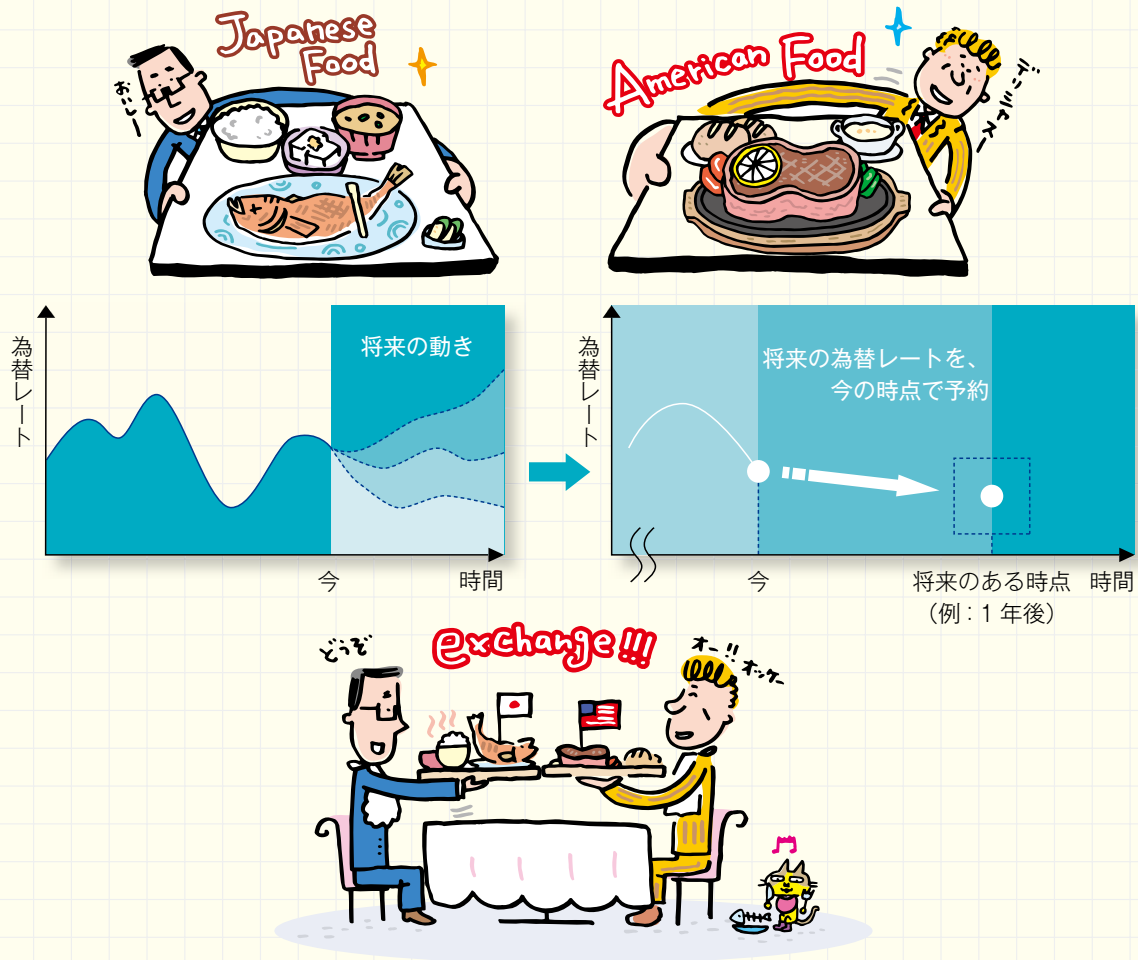 Japanese
Food
おいしー
American Food
デリシャス!
為替レート
将来の動き
今
時間
為替レート
将来の為替レートを、
今の時点で予約
今
将来のある時点
(例:1年後)
時間
exchange!!!
どうぞ
オー!!オッケー